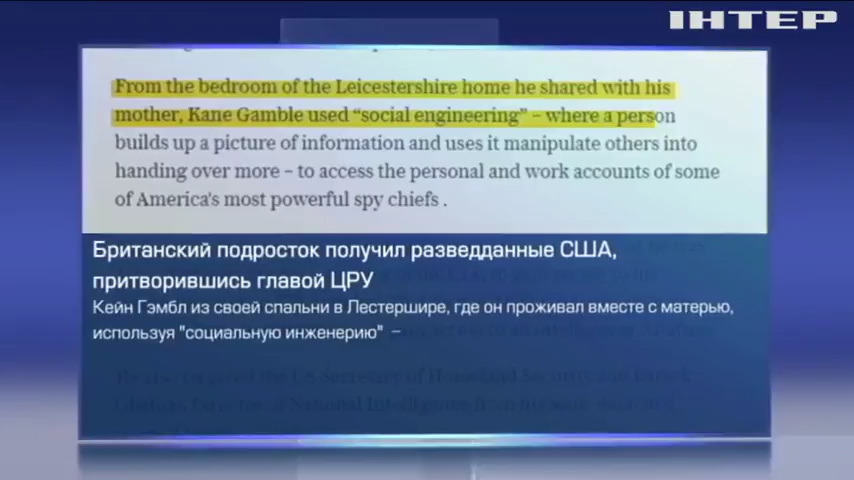 ІНТЕР
From the bedroom of the Leicestershire home he shared with his
mother, Kane Gamble used “social engineering” – where a person
builds up a picture of information and uses it manipulate others into
handing over more – to access the personal and work accounts of some
of America's most powerful spy chiefs .
Британский подросток получил разведданные США,
притворившись главой ЦРУ
Кейн Гэмбл из своей спальни в Лестершире, где он проживал вместе с матерью,
используя "социальную инженерию" –